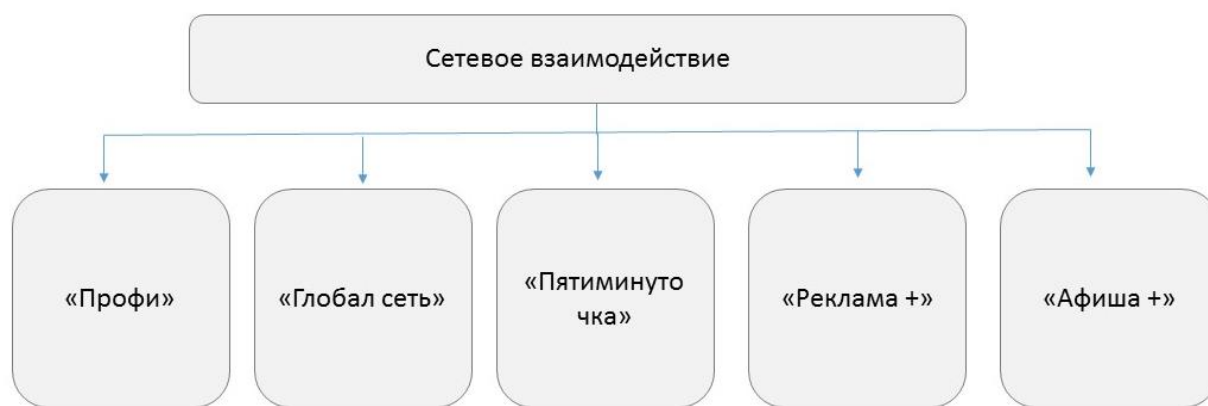 Сетевое взаимодействие
«Профи»
«Глобал сеть»
«Пятиминуто
чка»
«Реклама +»
«Афиша +»